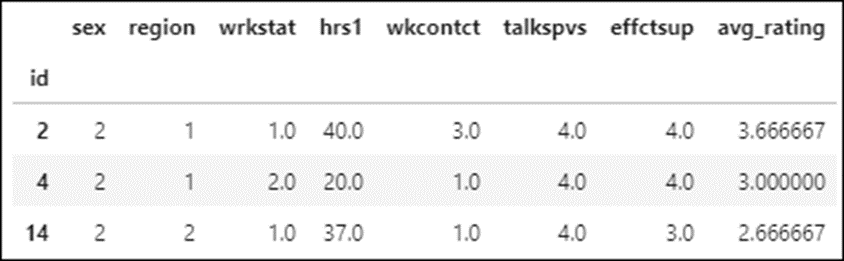 sex region wrkstat hrs1 wkcontct talkspvs effctsup avg_rating
id
2 2 1 1.0 40.0 3.0 4.0 4.0 3.666667
4 2 1 2.0 20.0 1.0 4.0 4.0 3.000000
14 2 2 1.0 37.0 1.0 4.0 3.0 2.666667